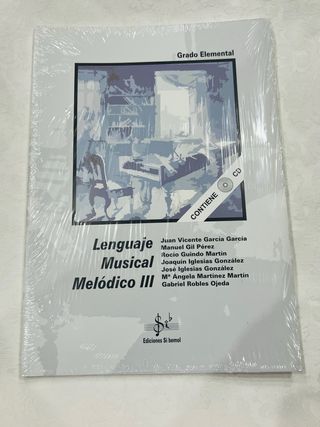 Grado Elemental
CONTIENE CD
Lenguaje
Musical
Melódico III
Juan Vicente García García
Manuel Gil Pérez
Rocío Guindo Martín
Joaquín Iglesias González
José Iglesias González
Mª Ángela Martínez Martín
Gabriel Robles Ojeda
Si b
Ediciones Si bemol